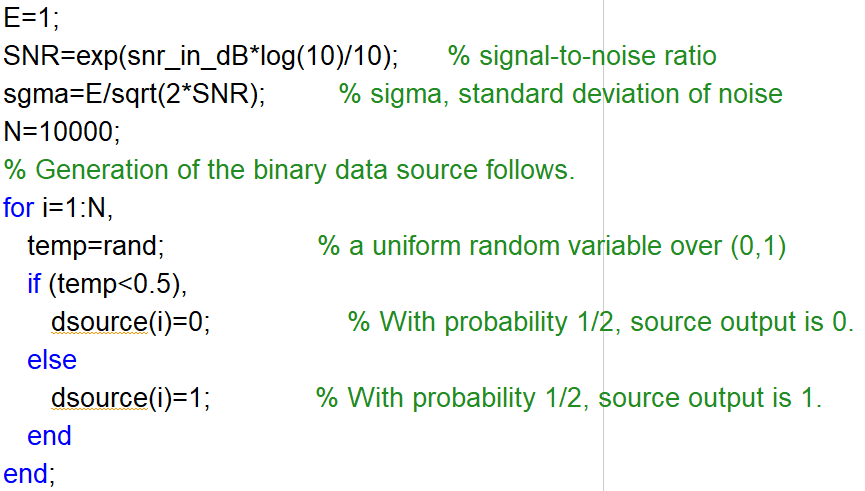 E=1;
SNR=exp(snr_in_dB*log(10)/10); % signal-to-noise ratio
sgma=E/sqrt(2*SNR); % sigma, standard deviation of noise
N=10000;
% Generation of the binary data source follows.
for i=1:N,
temp=rand; % a uniform random variable over (0,1)
if (temp<0.5),
dsource(i)=0; % With probability 1/2, source output is 0.
else
dsource(i)=1; % With probability 1/2, source output is 1.
end
end;